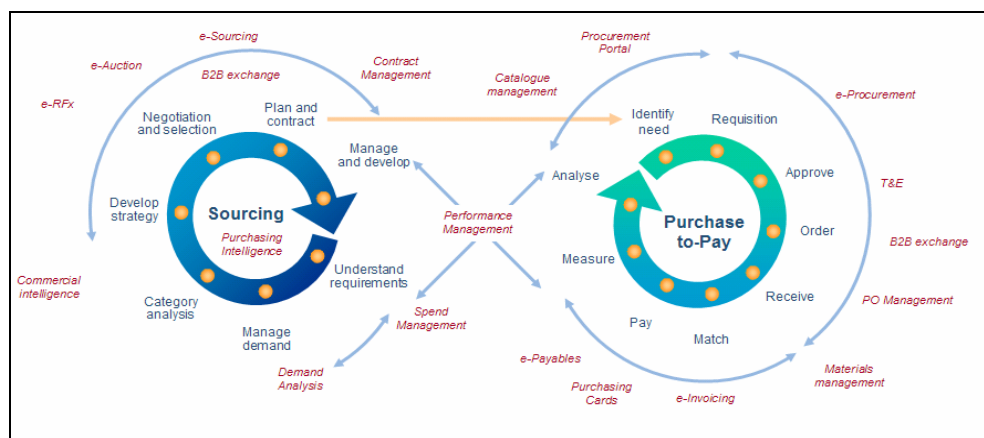 e-Sourcing
e-Auction
B2B exchange
e-RFx
Contract
Management
Negotiation
and selection
Plan and
contract
Manage
and develop
Develop
strategy
Sourcing
Purchasing
Intelligence
Commercial
intelligence
Category
analysis
Manage
demand
Understand
requirements
Demand
Analysis
Spend
Management
Performance
Management
Procurement
Portal
Catalogue
management
e-Procurement
Identify
need
Requisition
Analyse
Approve
T&E
Purchase
to-Pay
Order
B2B exchange
Measure
Receive
PO Management
Pay
Match
e-Payables
Purchasing
Cards
e-Invoicing
Materials
management